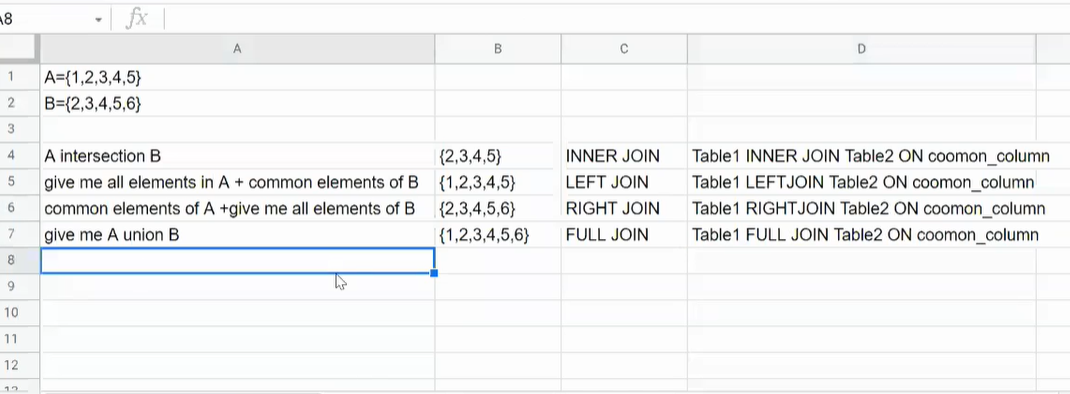 A8 fx
A B C D
1 A={1,2,3,4,5}
2 B={2,3,4,5,6}
3
4 A intersection B {2,3,4,5} INNER JOIN Table1 INNER JOIN Table2 ON coomon_column
5 give me all elements in A + common elements of B {1,2,3,4,5} LEFT JOIN Table1 LEFTJOIN Table2 ON coomon_column
6 common elements of A +give me all elements of B {2,3,4,5,6} RIGHT JOIN Table1 RIGHTJOIN Table2 ON coomon_column
7 give me A union B {1,2,3,4,5,6} FULL JOIN Table1 FULL JOIN Table2 ON coomon_column
8
9
10
11
12